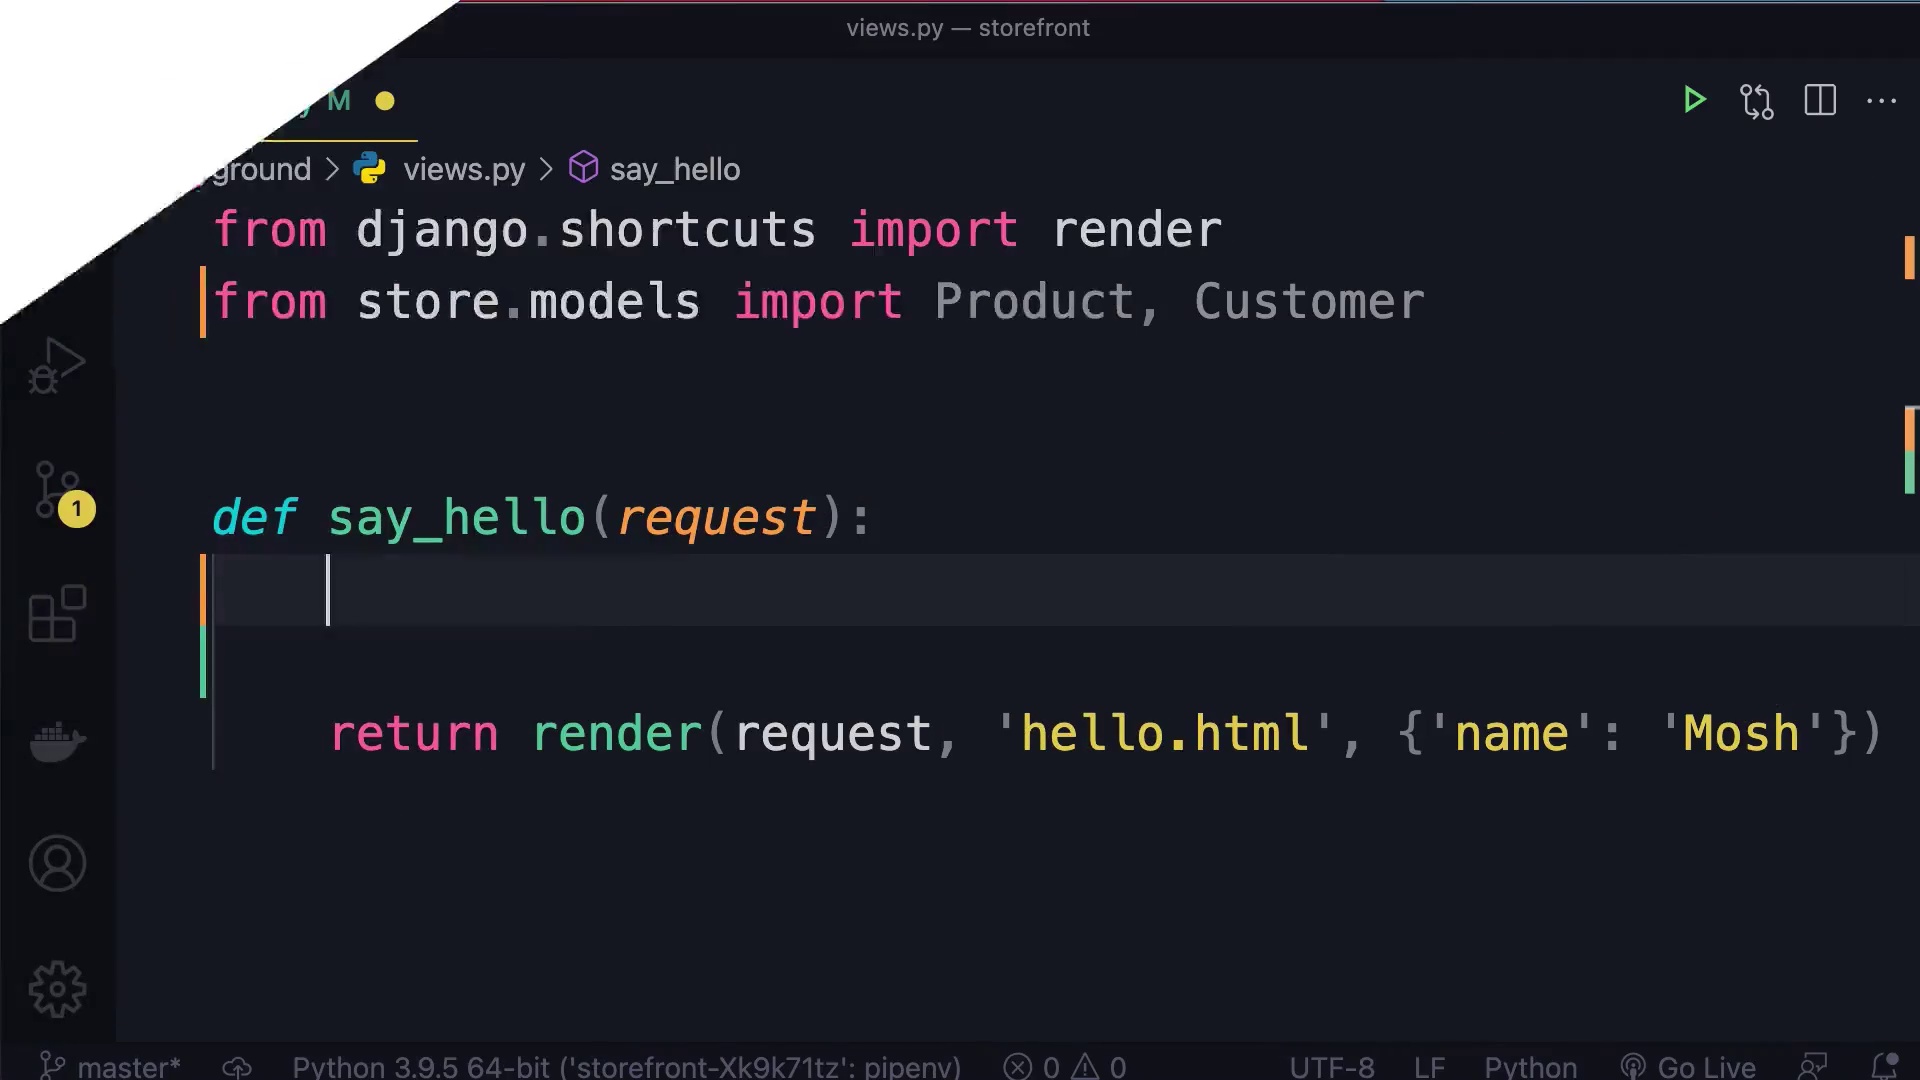 views.py — storefront
M
ground > views.py > say_hello
from django.shortcuts import render
from store.models import Product, Customer
def say_hello(request):
1
return render(request, 'hello.html', {'name': 'Mosh'})
master* Python 3.9.5 64-bit ('storefront-Xk9k71tz': pipenv) 0 0 UTF-8 LF Python Go Live